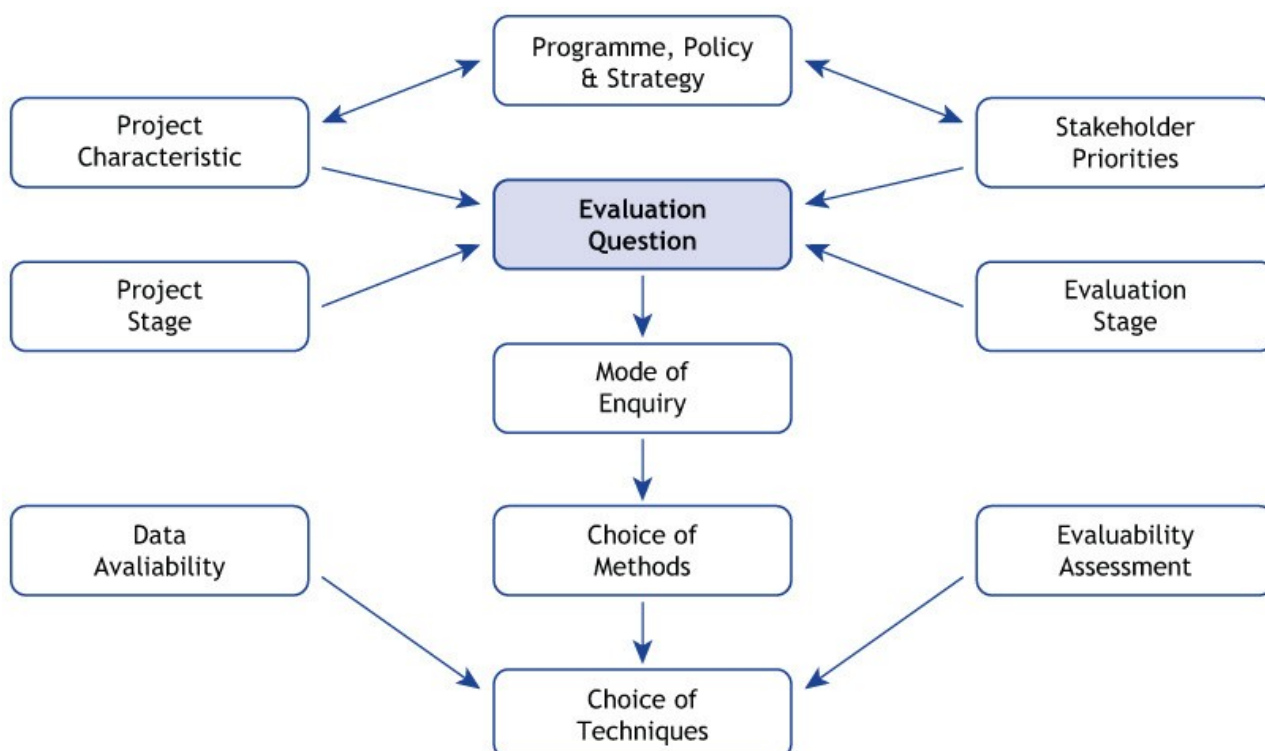 Programme, Policy
& Strategy
Project
Characteristic
Stakeholder
Priorities
Evaluation
Question
Project
Stage
Evaluation
Stage
Mode of
Enquiry
Data
Avaliability
Choice of
Methods
Evaluability
Assessment
Choice of
Techniques